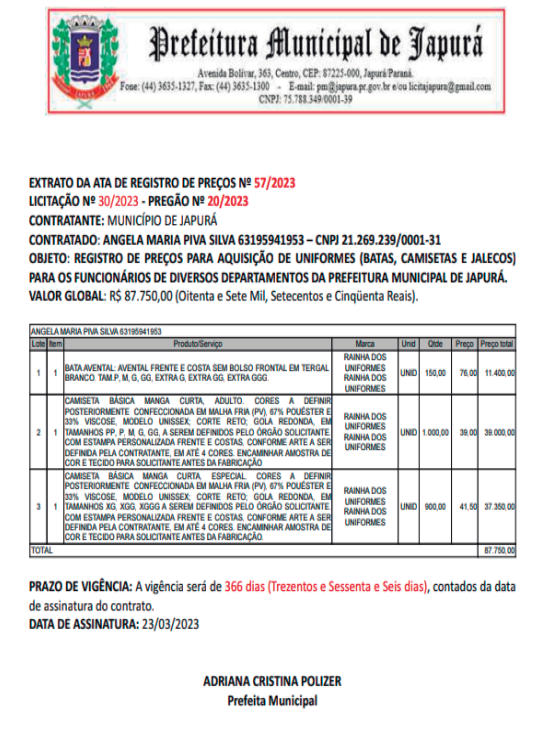 Prefeitura Municipal de Japurá
Avenida Bolívar, 363, Centro, CEP: 87225-000, Japurá/Paraná.
Fone: (44) 3635-1327, Fax: (44) 3635-1300 - E-mail: pm@japura.pr.gov.br e/ou licitajapura@gmail.com
CNPJ: 75.788.349/0001-39
EXTRATO DA ATA DE REGISTRO DE PREÇOS Nº 57/2023
LICITAÇÃO Nº 30/2023 - PREGÃO Nº 20/2023
CONTRATANTE: MUNICÍPIO DE JAPURÁ
CONTRATADO: ANGELA MARIA PIVA SILVA 63195941953 – CNPJ 21.269.239/0001-31
OBJETO: REGISTRO DE PREÇOS PARA AQUISIÇÃO DE UNIFORMES (BATAS, CAMISETAS E JALECOS)
PARA OS FUNCIONÁRIOS DE DIVERSOS DEPARTAMENTOS DA PREFEITURA MUNICIPAL DE JAPURÁ.
VALOR GLOBAL: R$ 87.750,00 (Oitenta e Sete Mil, Setecentos e Cinqüenta Reais).
ANGELA MARIA PIVA SILVA 63195941953
Lote Item Produto/Serviço Marca Unid Qtde Preço Preço total
1 1 BATA AVENTAL: AVENTAL FRENTE E COSTA SEM BOLSO FRONTAL EM TERGAL
BRANCO. TAM.P, M, G, GG, EXTRA G, EXTRA GG, EXTRA GGG.
RAINHA DOS
UNIFORMES
RAINHA DOS
UNIFORMES
UNID 150,00 76,00 11.400,00
2 1 CAMISETA BÁSICA MANGA CURTA, ADULTO. CORES A DEFINIR
POSTERIORMENTE CONFECCIONADA EM MALHA FRIA (PV), 67% POLIÉSTER E
33% VISCOSE, MODELO UNISSEX; CORTE RETO; GOLA REDONDA, EM
TAMANHOS PP, P, M, G, GG, A SEREM DEFINIDOS PELO ÓRGÃO SOLICITANTE,
COM ESTAMPA PERSONALIZADA FRENTE E COSTAS, CONFORME ARTE A SER
DEFINIDA PELA CONTRATANTE, EM ATÉ 4 CORES. ENCAMINHAR AMOSTRA DE
COR E TECIDO PARA SOLICITANTE ANTES DA FABRICAÇÃO
RAINHA DOS
UNIFORMES
RAINHA DOS
UNIFORMES
UNID 1.000,00 39,00 39.000,00
3 1 CAMISETA BÁSICA MANGA CURTA, ESPECIAL. CORES A DEFINIR
POSTERIORMENTE CONFECCIONADA EM MALHA FRIA (PV), 67% POLIÉSTER E
33% VISCOSE, MODELO UNISSEX; CORTE RETO; GOLA REDONDA, EM
TAMANHOS XG, XGG, XGGG A SEREM DEFINIDOS PELO ÓRGÃO SOLICITANTE,
COM ESTAMPA PERSONALIZADA FRENTE E COSTAS, CONFORME ARTE A SER
DEFINIDA PELA CONTRATANTE, EM ATÉ 4 CORES. ENCAMINHAR AMOSTRA DE
COR E TECIDO PARA SOLICITANTE ANTES DA FABRICAÇÃO.
RAINHA DOS
UNIFORMES
RAINHA DOS
UNIFORMES
UNID 900,00 41,50 37.350,00
TOTAL 87.750,00
PRAZO DE VIGÊNCIA: A vigência será de 366 dias (Trezentos e Sessenta e Seis dias), contados da data
de assinatura do contrato.
DATA DE ASSINATURA: 23/03/2023
ADRIANA CRISTINA POLIZER
Prefeita Municipal